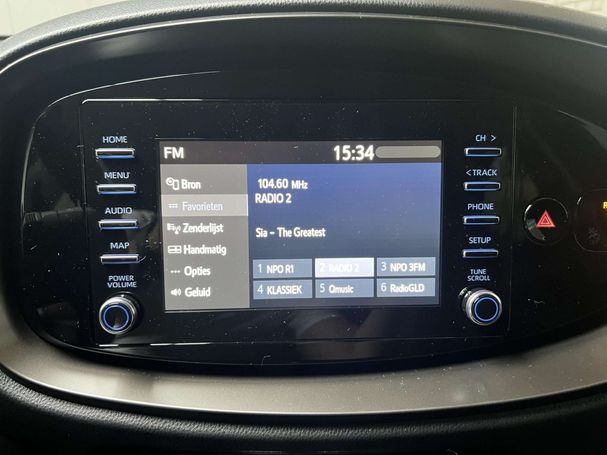 HOME
MENU
AUDIO
MAP
POWER
VOLUME
FM
15:34
Bron
Favorieten
Zenderlijst
Handmatig
Opties
Geluid
104.60 MHz
RADIO 2
Sia – The Greatest
1 NPO R1
2 RADIO 2
3 NPO 3FM
4 KLASSIEK
5 Qmusic
6 RadioGLD
CH >
< TRACK
PHONE
SETUP
TUNE
SCROLL